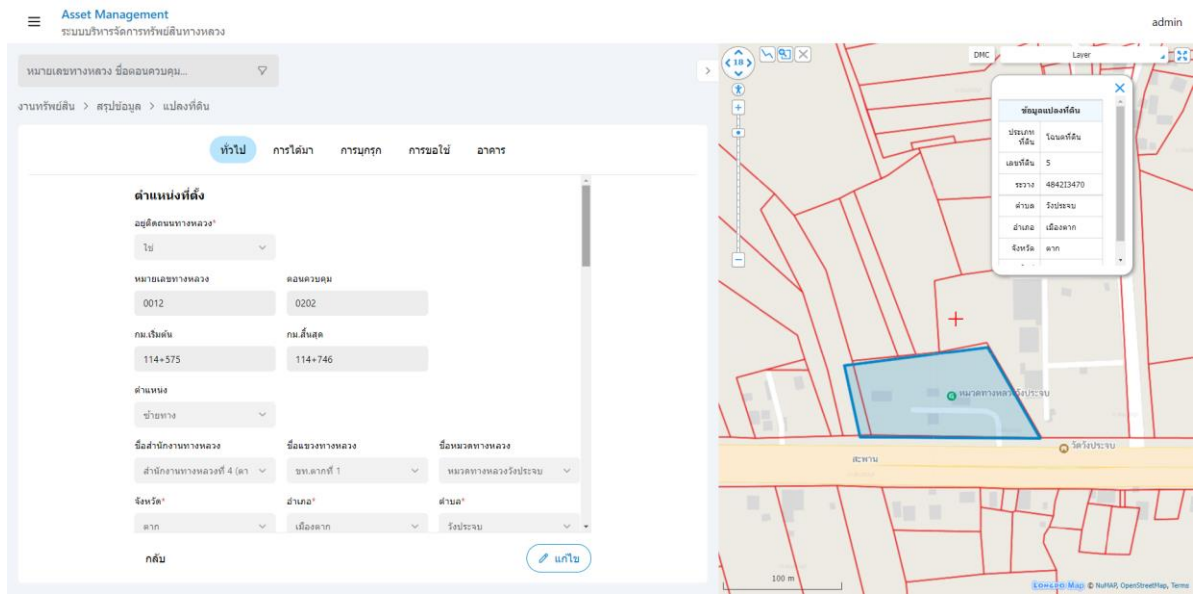 Asset Management
ระบบบริหารจัดการทรัพย์สินทางหลวง
admin
หมายเลขทางหลวง ชื่อตอนควบคุม...
งานทรัพย์สิน > สรุปข้อมูล > แปลงที่ดิน
ทั่วไป การได้มา การบุกรุก การขอใช้ อาคาร
ตำแหน่งที่ตั้ง
อยู่ติดถนนทางหลวง*
ใช่
หมายเลขทางหลวง ตอนควบคุม
0012 0202
กม.เริ่มต้น กม.สิ้นสุด
114+575 114+746
ตำแหน่ง
ซ้ายทาง
ชื่อสำนักงานทางหลวง ชื่อแขวงทางหลวง ชื่อหมวดทางหลวง
สำนักงานทางหลวงที่ 4 (ตา ขท.ตากที่ 1 หมวดทางหลวงวังประจบ
จังหวัด* อำเภอ* ตำบล*
ตาก เมืองตาก วังประจบ
กลับ แก้ไข
18
DMC Layer
ข้อมูลแปลงที่ดิน
ประเภทที่ดิน โฉนดที่ดิน
เลขที่ดิน 5
ระวาง 4842I3470
ตำบล วังประจบ
อำเภอ เมืองตาก
จังหวัด ตาก
หมวดทางหลวงวังประจบ
วัดวังประจบ
สะพาน
100 m
Longdo Map © NuMAP, OpenStreetMap, Terms